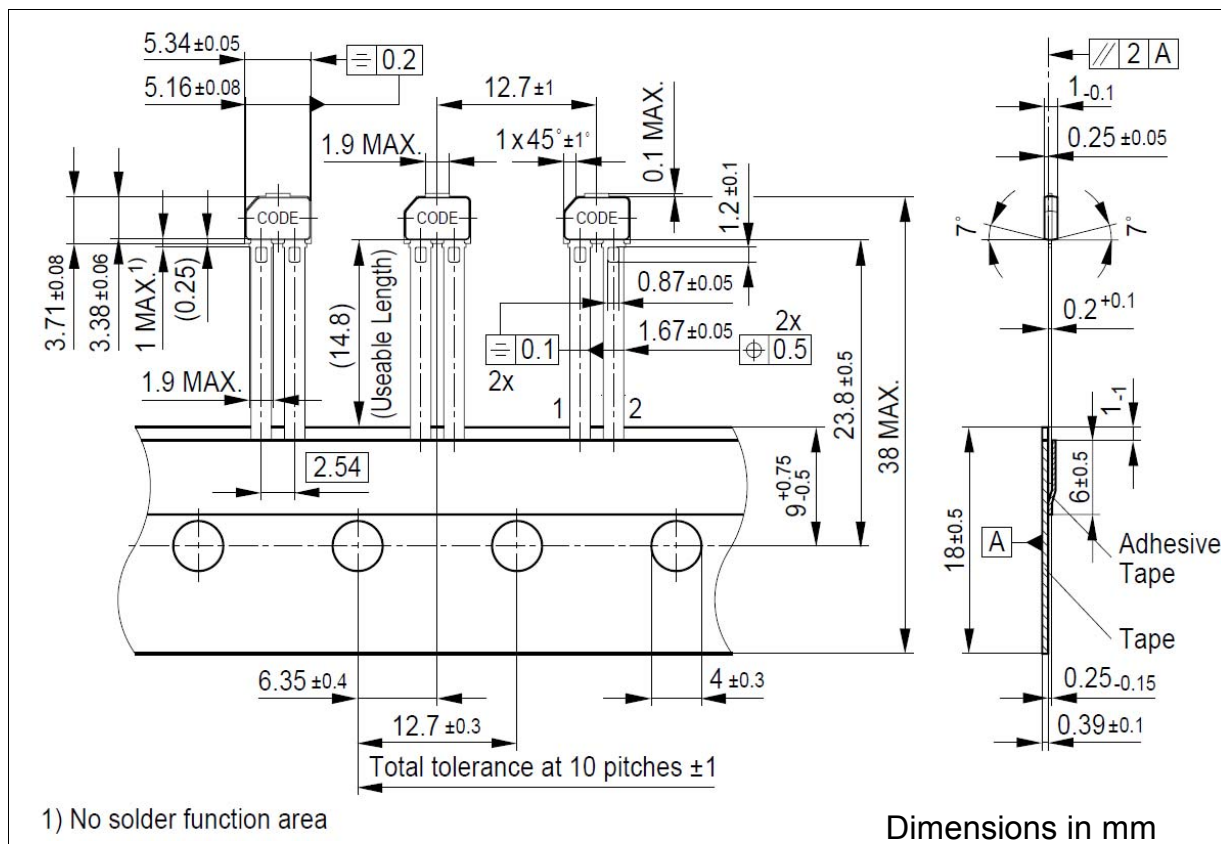 5.34±0.05
⌯ 0.2
5.16±0.08
12.7±1
1.9 MAX.
1 x 45°±1°
0.1 MAX.
1.2±0.1
CODE
CODE
CODE
3.71±0.08
3.38±0.06
1 MAX.1)
(0.25)
(14.8)
(Useable Length)
0.87±0.05
1.67±0.05
2x
⌯ 0.1
2x
⌖ 0.5
1.9 MAX.
1
2
2.54
23.8±0.5
38 MAX.
9 +0.75 -0.5
6.35 ±0.4
4 ±0.3
12.7 ±0.3
Total tolerance at 10 pitches ±1
// 2 A
1-0.1
0.25 ±0.05
7°
7°
0.2+0.1
1-1
18±0.5
6±0.5
A
Adhesive
Tape
Tape
0.25-0.15
0.39±0.1
1) No solder function area
Dimensions in mm